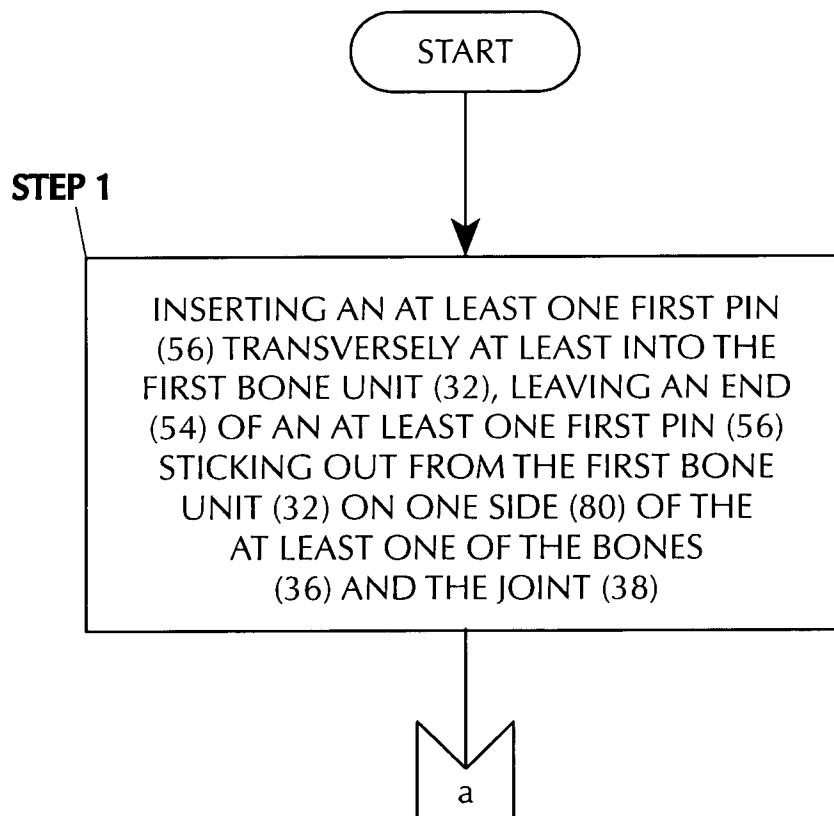 START
STEP 1
INSERTING AN AT LEAST ONE FIRST PIN
(56) TRANSVERSELY AT LEAST INTO THE
FIRST BONE UNIT (32), LEAVING AN END
(54) OF AN AT LEAST ONE FIRST PIN (56)
STICKING OUT FROM THE FIRST BONE
UNIT (32) ON ONE SIDE (80) OF THE
AT LEAST ONE OF THE BONES
(36) AND THE JOINT (38)
a